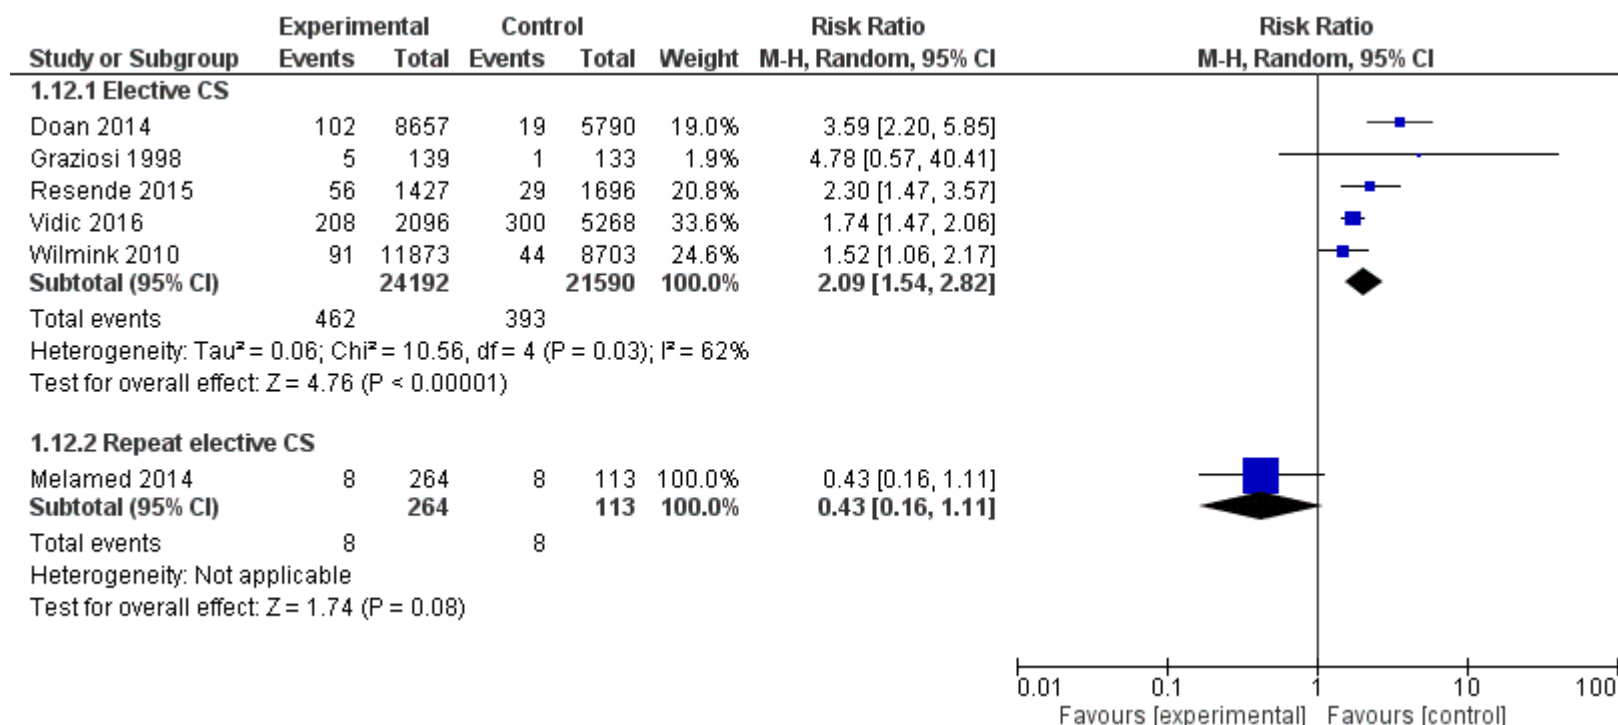 Experimental Control Risk Ratio Risk Ratio
Study or Subgroup Events Total Events Total Weight M-H, Random, 95% CI M-H, Random, 95% CI
1.12.1 Elective CS
Doan 2014 102 8657 19 5790 19.0% 3.59 [2.20, 5.85]
Graziosi 1998 5 139 1 133 1.9% 4.78 [0.57, 40.41]
Resende 2015 56 1427 29 1696 20.8% 2.30 [1.47, 3.57]
Vidic 2016 208 2096 300 5268 33.6% 1.74 [1.47, 2.06]
Wilmink 2010 91 11873 44 8703 24.6% 1.52 [1.06, 2.17]
Subtotal (95% CI) 24192 21590 100.0% 2.09 [1.54, 2.82]
Total events 462 393
Heterogeneity: Tau² = 0.06; Chi² = 10.56, df = 4 (P = 0.03); I² = 62%
Test for overall effect: Z = 4.76 (P < 0.00001)
1.12.2 Repeat elective CS
Melamed 2014 8 264 8 113 100.0% 0.43 [0.16, 1.11]
Subtotal (95% CI) 264 113 100.0% 0.43 [0.16, 1.11]
Total events 8 8
Heterogeneity: Not applicable
Test for overall effect: Z = 1.74 (P = 0.08)
0.01 0.1 1 10 100
Favours [experimental] Favours [control]